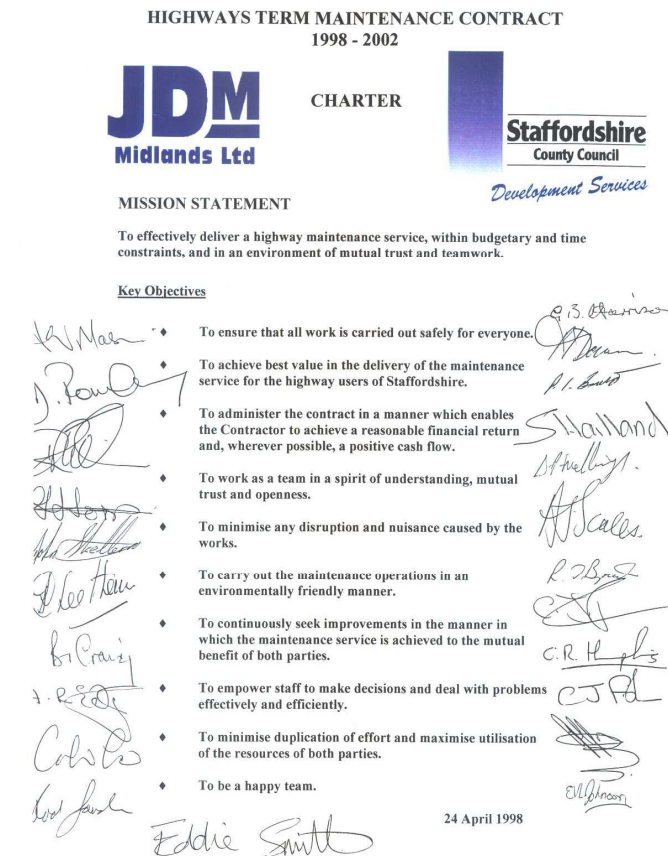 HIGHWAYS TERM MAINTENANCE CONTRACT
1998 - 2002
JDM
Midlands Ltd
CHARTER
Staffordshire
County Council
Development Services
MISSION STATEMENT
To effectively deliver a highway maintenance service, within budgetary and time
constraints, and in an environment of mutual trust and teamwork.
Key Objectives
♦ To ensure that all work is carried out safely for everyone.
♦ To achieve best value in the delivery of the maintenance
service for the highway users of Staffordshire.
♦ To administer the contract in a manner which enables
the Contractor to achieve a reasonable financial return
and, wherever possible, a positive cash flow.
♦ To work as a team in a spirit of understanding, mutual
trust and openness.
♦ To minimise any disruption and nuisance caused by the
works.
♦ To carry out the maintenance operations in an
environmentally friendly manner.
♦ To continuously seek improvements in the manner in
which the maintenance service is achieved to the mutual
benefit of both parties.
♦ To empower staff to make decisions and deal with problems
effectively and efficiently.
♦ To minimise duplication of effort and maximise utilisation
of the resources of both parties.
♦ To be a happy team.
24 April 1998
S Holland
A Scales.
B Craig
Eddie Smith